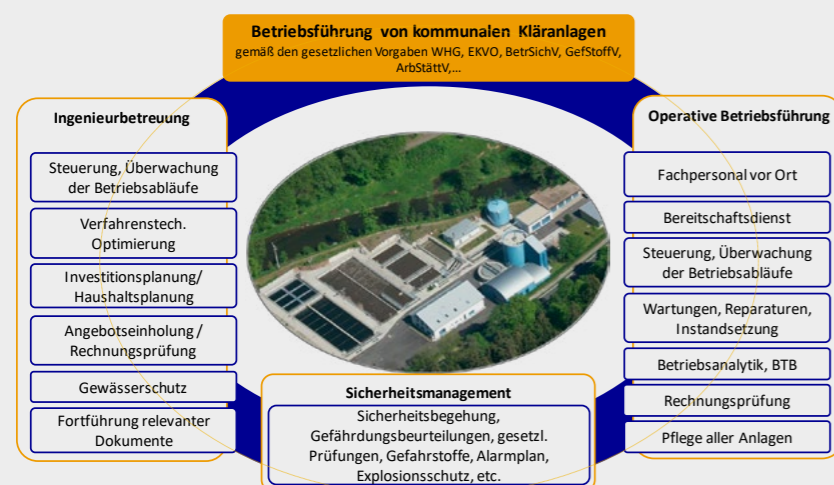 Betriebsführung von kommunalen Kläranlagen
gemäß den gesetzlichen Vorgaben WHG, EKVO, BetrSichV, GefStoffV,
ArbStättV,...
Ingenieurbetreuung
Steuerung, Überwachung
der Betriebsabläufe
Verfahrenstech.
Optimierung
Investitionsplanung/
Haushaltsplanung
Angebotseinholung /
Rechnungsprüfung
Gewässerschutz
Fortführung relevanter
Dokumente
Sicherheitsmanagement
Sicherheitsbegehung,
Gefährdungsbeurteilungen, gesetzl.
Prüfungen, Gefahrstoffe, Alarmplan,
Explosionsschutz, etc.
Operative Betriebsführung
Fachpersonal vor Ort
Bereitschaftsdienst
Steuerung, Überwachung
der Betriebsabläufe
Wartungen, Reparaturen,
Instandsetzung
Betriebsanalytik, BTB
Rechnungsprüfung
Pflege aller Anlagen